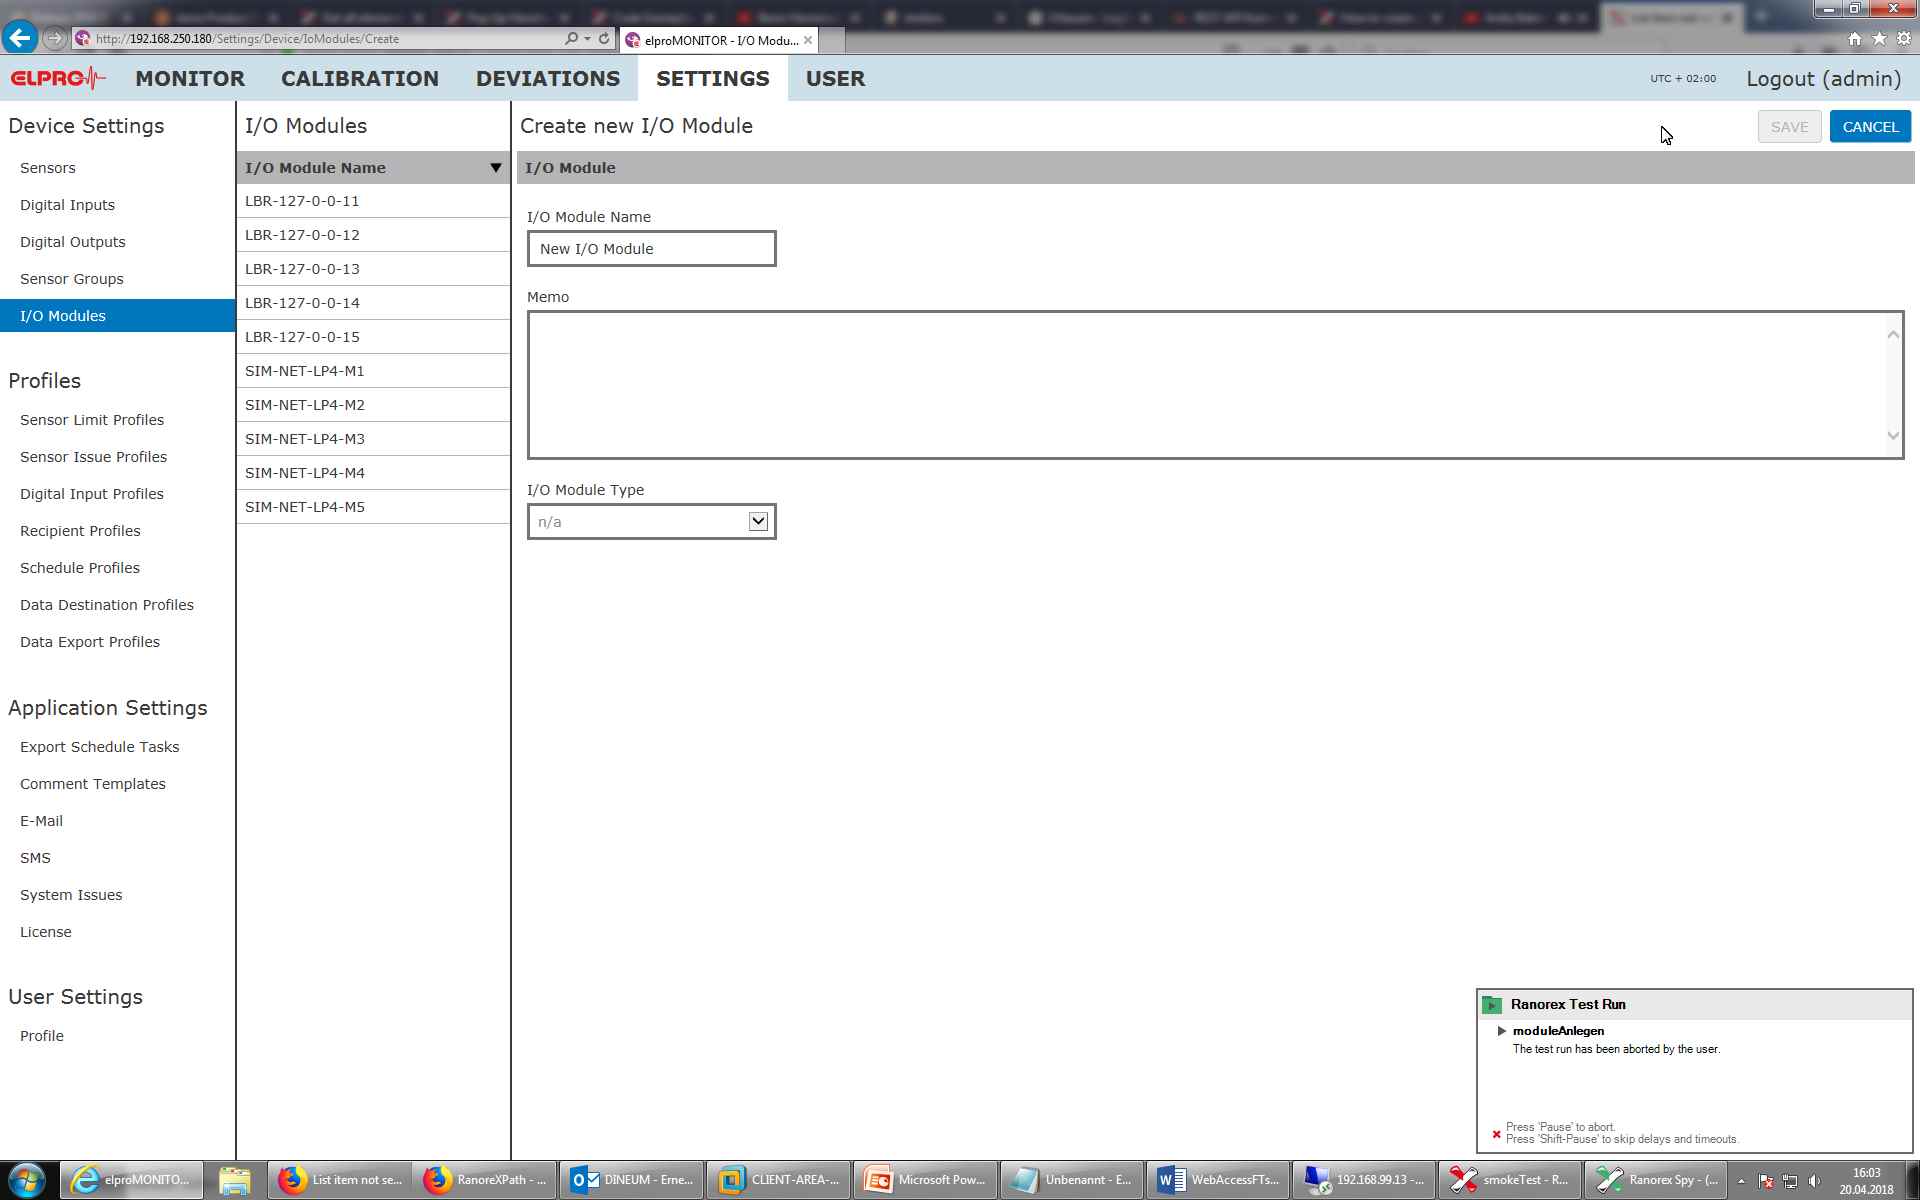 http://192.168.250.180/Settings/Device/IoModules/Create
elproMONITOR - I/O Modu...
ELPRO MONITOR CALIBRATION DEVIATIONS SETTINGS USER UTC + 02:00 Logout (admin)
Device Settings
Sensors
Digital Inputs
Digital Outputs
Sensor Groups
I/O Modules
Profiles
Sensor Limit Profiles
Sensor Issue Profiles
Digital Input Profiles
Recipient Profiles
Schedule Profiles
Data Destination Profiles
Data Export Profiles
Application Settings
Export Schedule Tasks
Comment Templates
E-Mail
SMS
System Issues
License
User Settings
Profile
I/O Modules
I/O Module Name
LBR-127-0-0-11
LBR-127-0-0-12
LBR-127-0-0-13
LBR-127-0-0-14
LBR-127-0-0-15
SIM-NET-LP4-M1
SIM-NET-LP4-M2
SIM-NET-LP4-M3
SIM-NET-LP4-M4
SIM-NET-LP4-M5
Create new I/O Module
SAVE CANCEL
I/O Module
I/O Module Name
New I/O Module
Memo
I/O Module Type
n/a
Ranorex Test Run
moduleAnlegen
The test run has been aborted by the user.
Press 'Pause' to abort.
Press 'Shift-Pause' to skip delays and timeouts.
elproMONITO...
List item not se...
RanoreXPath - ...
DINEUM - Eme...
CLIENT-AREA-...
Microsoft Pow...
Unbenannt - E...
WebAccessFTs...
192.168.99.13 -...
smokeTest - R...
Ranorex Spy - (...
16:03
20.04.2018